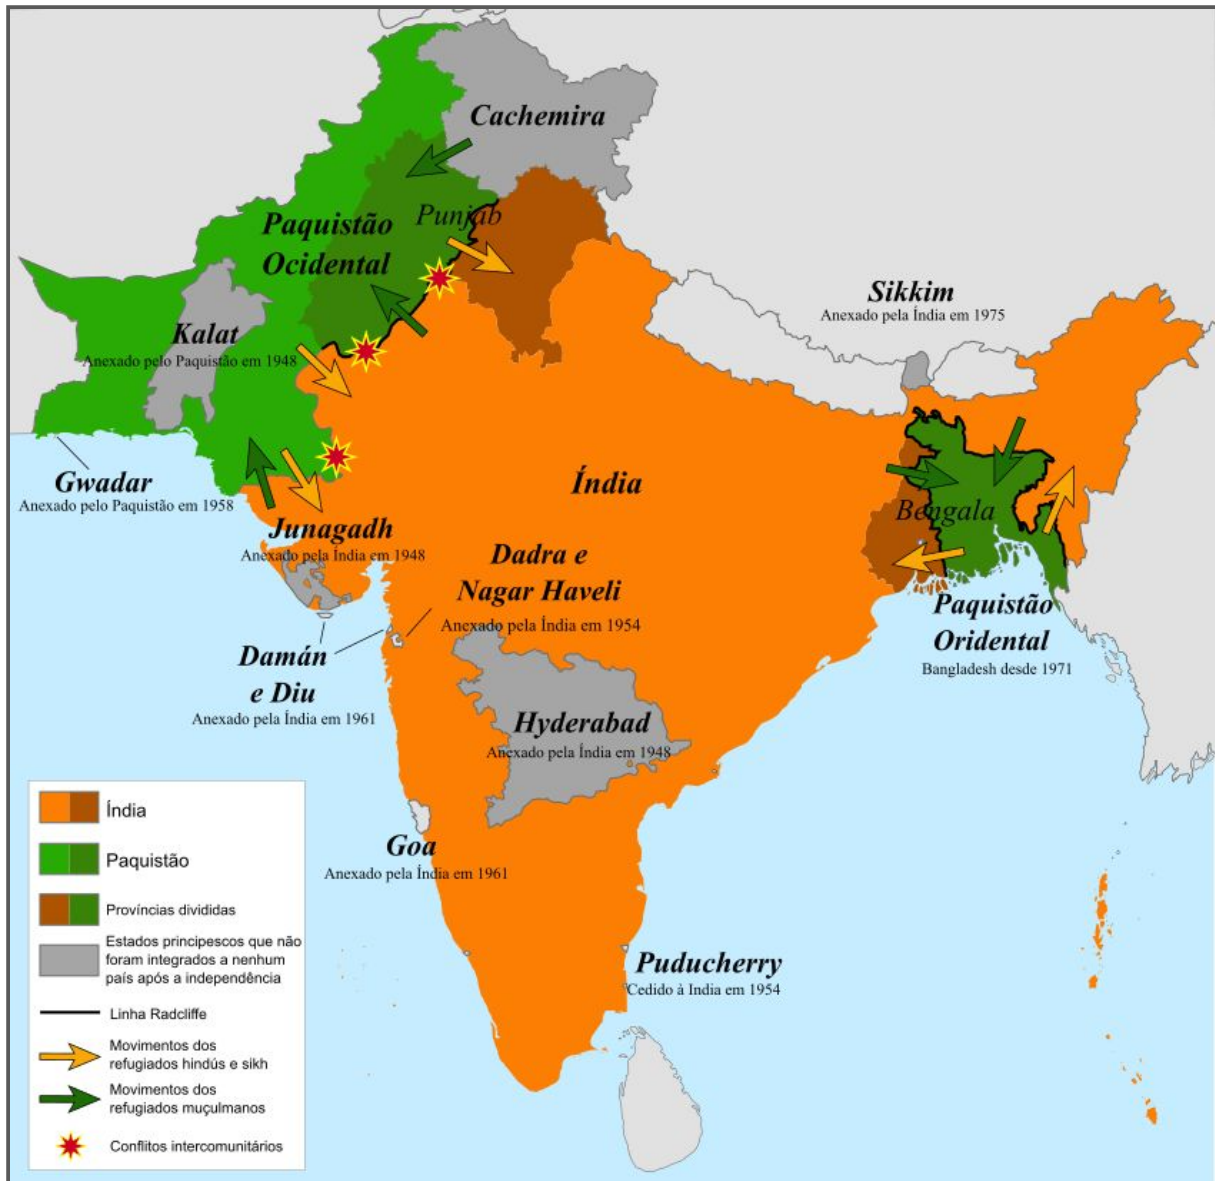 Cachemira
Punjab
Paquistão
Ocidental
Sikkim
Anexado pela Índia em 1975
Kalat
Anexado pelo Paquistão em 1948
Gwadar
Anexado pelo Paquistão em 1958
Índia
Bengala
Junagadh
Anexado pela Índia em 1948
Dadra e
Nagar Haveli
Anexado pela Índia em 1954
Paquistão
Oridental
Bangladesh desde 1971
Damán
e Diu
Anexado pela Índia em 1961
Hyderabad
Anexado pela Índia em 1948
Goa
Anexado pela Índia em 1961
Puducherry
Cedido à India em 1954
Índia
Paquistão
Províncias divididas
Estados principescos que não
foram integrados a nenhum
país após a independência
Linha Radcliffe
Movimentos dos
refugiados hindús e sikh
Movimentos dos
refugiados muçulmanos
Conflitos intercomunitários